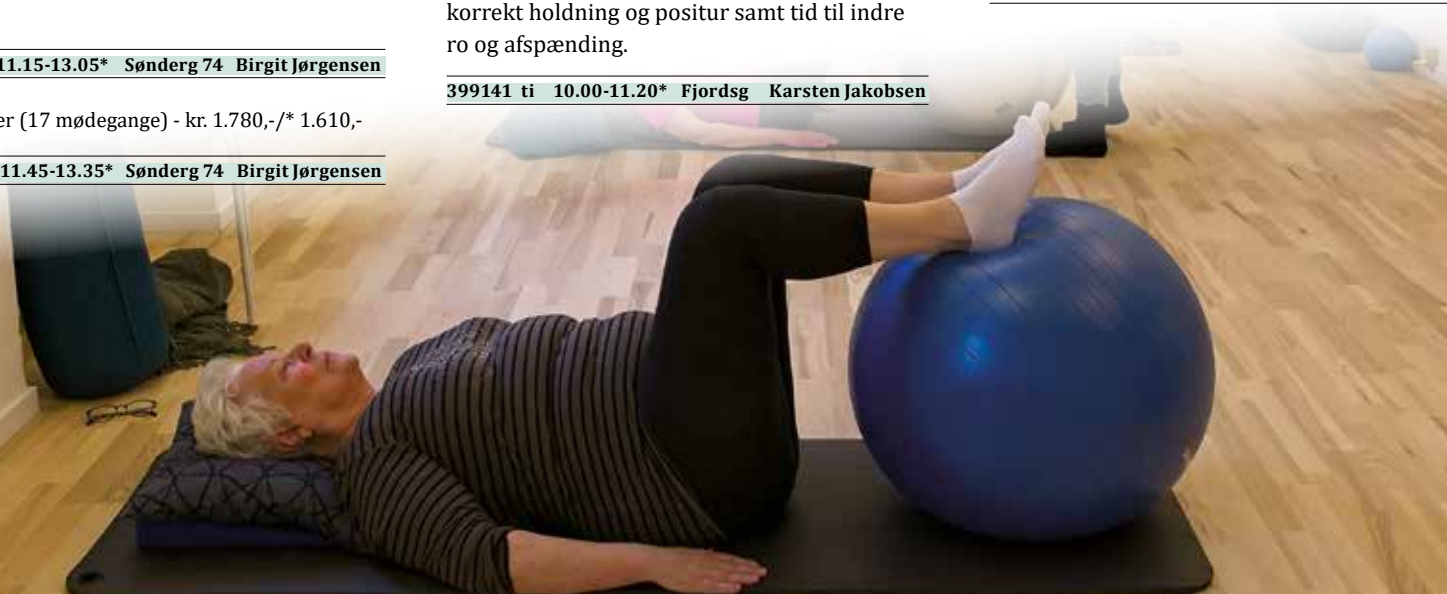 11.15-13.05* Sønderg 74 Birgit Jørgensen
er (17 mødegange) - kr. 1.780,-/* 1.610,-
11.45-13.35* Sønderg 74 Birgit Jørgensen
korrekt holdning og positur samt tid til indre
ro og afspænding.
399141 ti 10.00-11.20* Fjordsg Karsten Jakobsen